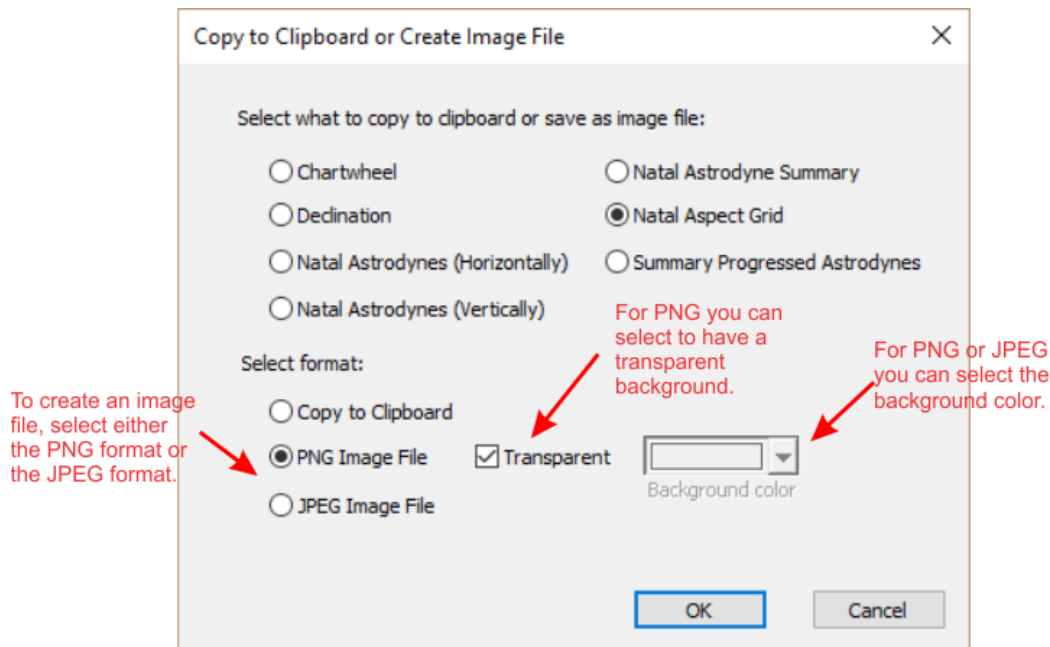 Copy to Clipboard or Create Image File
Select what to copy to clipboard or save as image file:
Chartwheel
Natal Astrodyne Summary
Declination
Natal Aspect Grid
Natal Astrodynes (Horizontally)
Summary Progressed Astrodynes
Natal Astrodynes (Vertically)
For PNG you can
select to have a
transparent
background.
For PNG or JPEG
you can select the
background color.
Select format:
To create an image
file, select either
the PNG format or
the JPEG format.
Copy to Clipboard
PNG Image File
Transparent
Background color
JPEG Image File
OK
Cancel